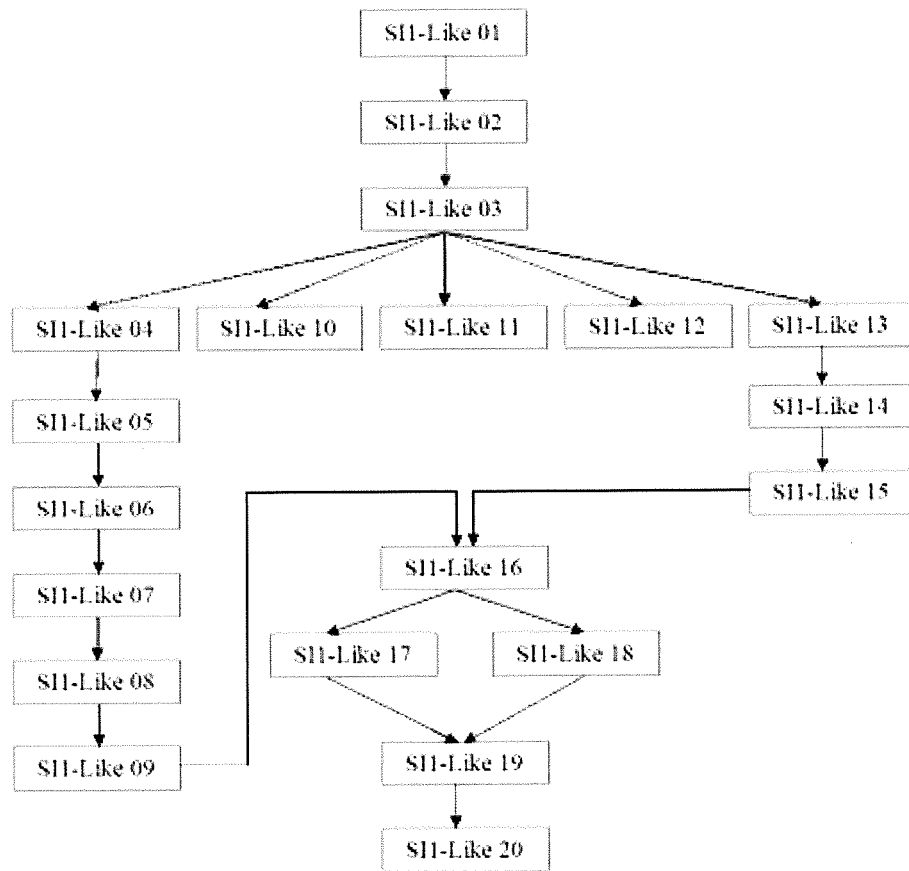 SI1-Like 01
SI1-Like 02
SI1-Like 03
SI1-Like 04
SI1-Like 10
SI1-Like 11
SI1-Like 12
SI1-Like 13
SI1-Like 05
SI1-Like 14
SI1-Like 06
SI1-Like 15
SI1-Like 16
SI1-Like 07
SI1-Like 17
SI1-Like 18
SI1-Like 08
SI1-Like 09
SI1-Like 19
SI1-Like 20